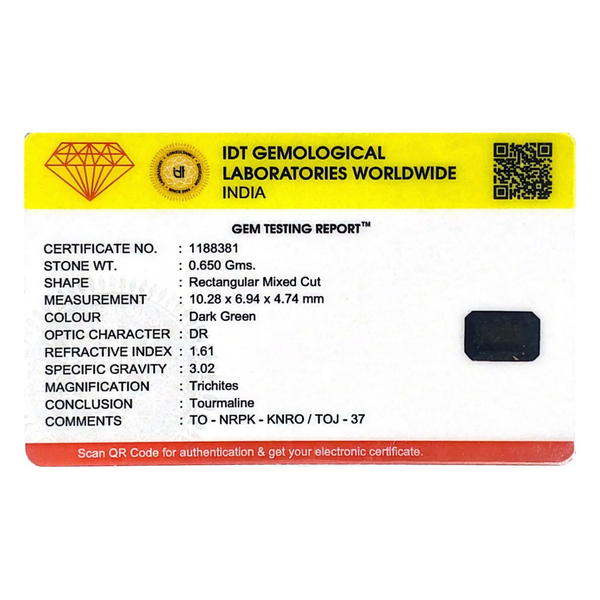 IDT GEMOLOGICAL
LABORATORIES WORLDWIDE
INDIA
GEM TESTING REPORT™
CERTIFICATE NO. : 1188381
STONE WT. : 0.650 Gms.
SHAPE : Rectangular Mixed Cut
MEASUREMENT : 10.28 x 6.94 x 4.74 mm
COLOUR : Dark Green
OPTIC CHARACTER : DR
REFRACTIVE INDEX : 1.61
SPECIFIC GRAVITY : 3.02
MAGNIFICATION : Trichites
CONCLUSION : Tourmaline
COMMENTS : TO - NRPK - KNRO / TOJ - 37
Scan QR Code for authentication & get your electronic certificate.